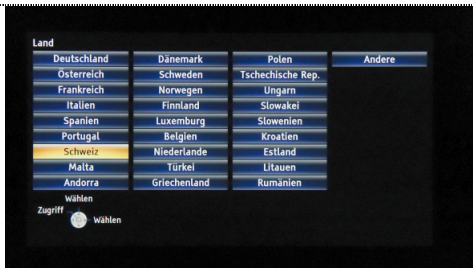 Land
Deutschland Dänemark Polen Andere
Österreich Schweden Tschechische Rep.
Frankreich Norwegen Ungarn
Italien Finnland Slowakei
Spanien Luxemburg Slowenien
Portugal Belgien Kroatien
Schweiz Niederlande Estland
Malta Türkei Litauen
Andorra Griechenland Rumänien
Wählen
Zugriff
Wählen